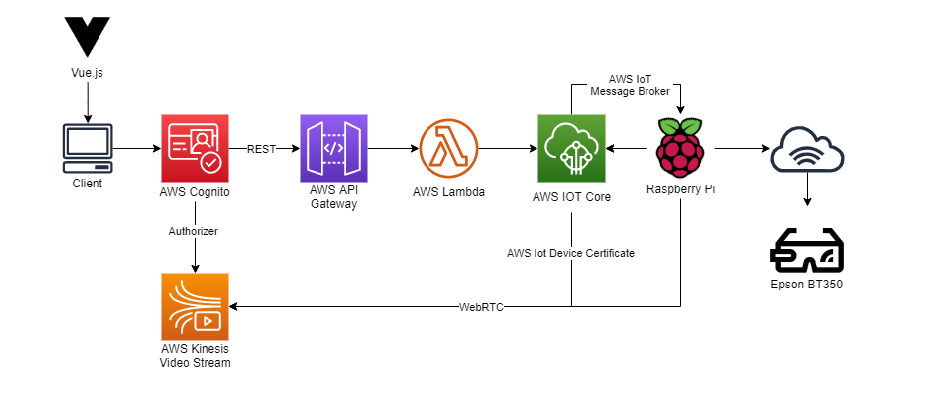 Vue.js
AWS IoT
Message Broker
REST
Client
AWS Cognito
AWS API
Gateway
AWS Lambda
AWS IOT Core
Raspberry Pi
Authorizer
AWS Iot Device Certificate
Epson BT350
WebRTC
AWS Kinesis
Video Stream